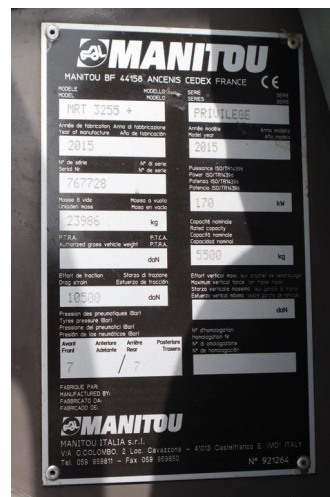 MANITOU
MANITOU BF 44158 ANCENIS CEDEX FRANCE CE
MODELE MODELLO SERIE SERIE
MODEL MODELO SERIES SERIE
MRT 3255 + PRIVILEGE
Année de fabrication Anno di fabbricazione Année modèle Anno modello
Year of manufacture Año de fabricación Model year Año modelo
2015 2015
N° de série N° di serie Puissance ISO/TR14396
Serial Nr N° de serie Power ISO/TR14396
767728 Potenza ISO/TR14396
Potencia ISO/TR14396
Masse à vide Massa a vuoto 170 kW
Unladen mass Masa en vacío
23986 kg Capacité nominale
Rated capacity
Capacità nominale
Capacidad nominal
P.T.R.A. P.T.C.A.
Authorized gross vehicle weight P.T.R.A. 5500 kg
daN
Effort de traction Sforzo di trazione
Drag strain Esfuerzo de tracción
10500 daN daN
Pression des pneumatiques (Bar)
Tyres pressure (Bar)
Pressione dei pneumatici (Bar)
Presión de los neumáticos (Bar)
N° d'homologation
Homologation Nr
N° di omologazione
N° de homologación
Avant Anteriore Arrière Posteriore
Front Adelante Rear Trasera
7 / 7
FABRIQUE PAR:
MANUFACTURED BY:
FABBRICATO DA:
FABRICADO DE:
MANITOU
MANITOU ITALIA s.r.l.
VIA C.COLOMBO, 2 Loc. Cavazzona - 41013 Castelfranco E. (MO) ITALY
Tél. 059 959811 - Fax 059 959850 N° 921264